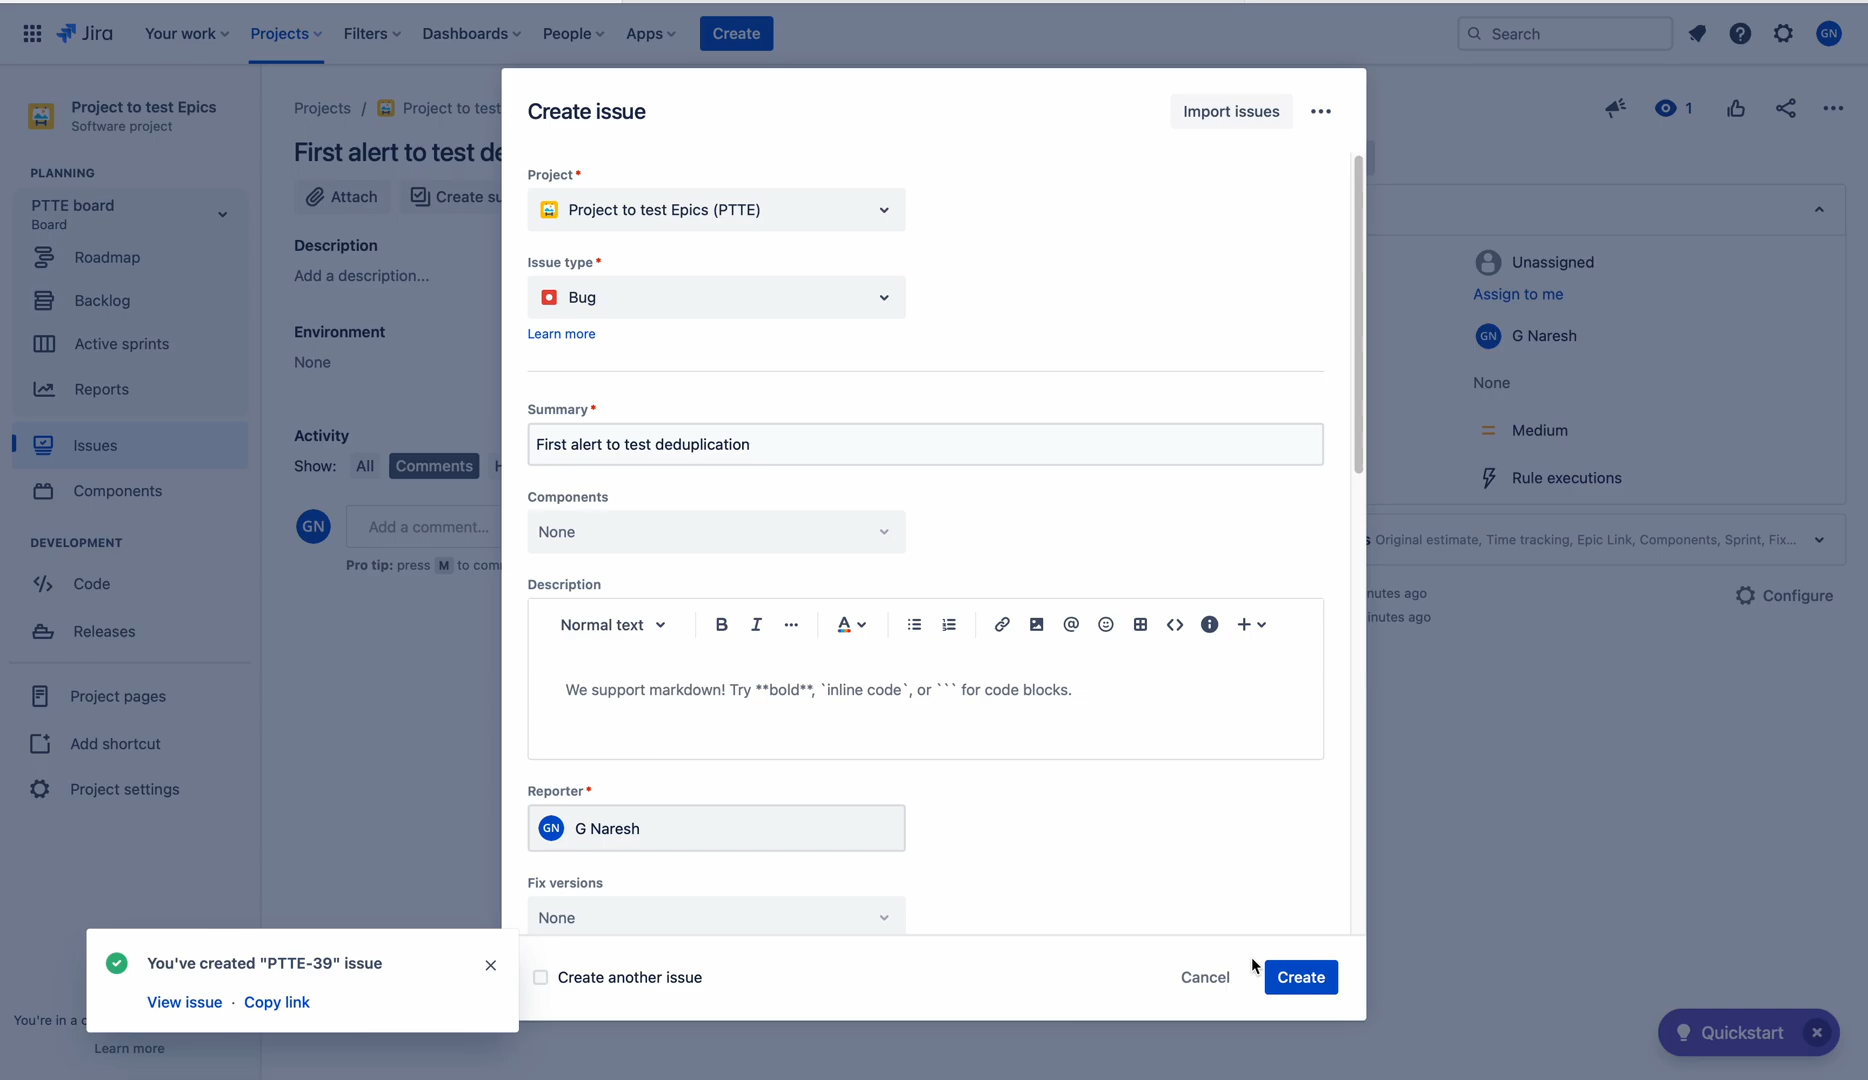 Jira
Your work
Projects
Filters
Dashboards
People
Apps
Create
Search
GN
Project to test Epics
Software project
PLANNING
PTTE board
Board
Roadmap
Backlog
Active sprints
Reports
Issues
Components
DEVELOPMENT
Code
Releases
Project pages
Add shortcut
Project settings
You're in a
Learn more
Projects / Project to test
First alert to test de
Attach
Create su
Description
Add a description...
Environment
None
Activity
Show: All Comments H
GN
Add a comment...
Pro tip: press M to com
Create issue
Import issues
Project*
Project to test Epics (PTTE)
Issue type*
Bug
Learn more
Summary*
First alert to test deduplication
Components
None
Description
Normal text
B I A @
We support markdown! Try **bold**, `inline code`, or ``` for code blocks.
Reporter*
GN G Naresh
Fix versions
None
Create another issue
Cancel
Create
1
Unassigned
Assign to me
GN G Naresh
None
Medium
Rule executions
s Original estimate, Time tracking, Epic Link, Components, Sprint, Fix...
nutes ago
inutes ago
Configure
You've created "PTTE-39" issue
View issue · Copy link
Quickstart